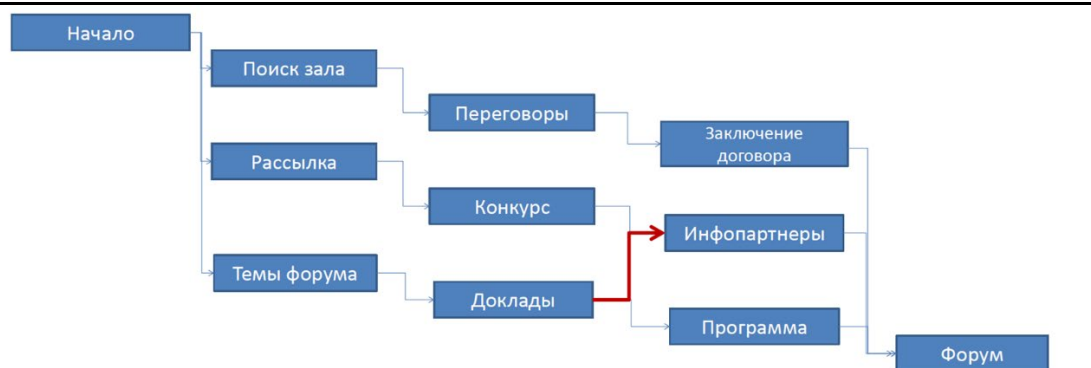 Начало
Поиск зала
Переговоры
Заключение
договора
Рассылка
Конкурс
Инфопартнеры
Темы форума
Доклады
Программа
Форум